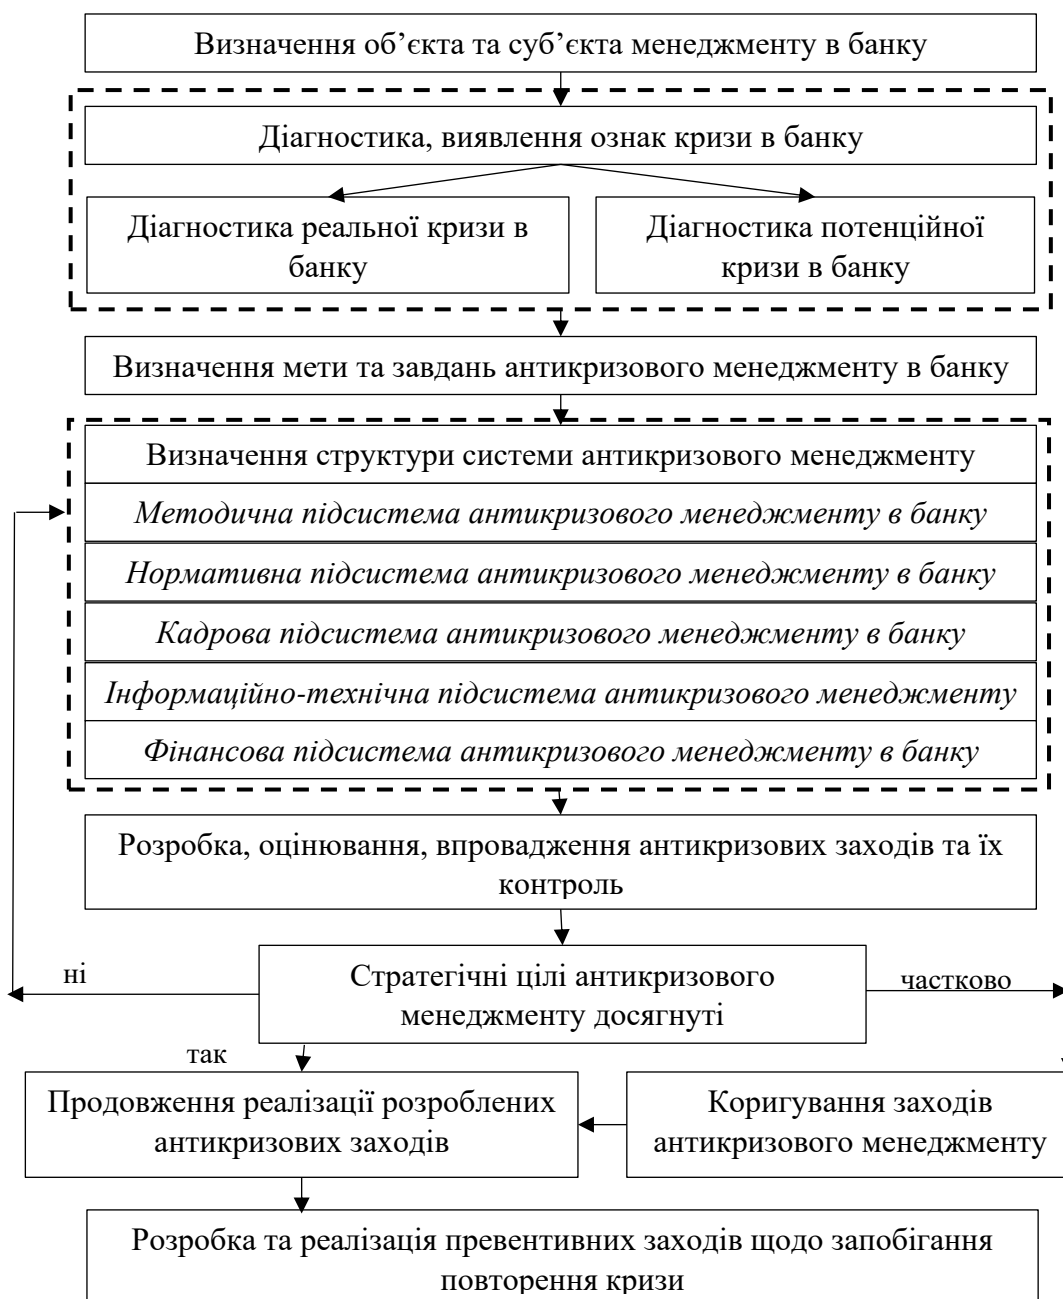 Визначення об’єкта та суб’єкта менеджменту в банку
Діагностика, виявлення ознак кризи в банку
Діагностика реальної кризи в
банку
Діагностика потенційної
кризи в банку
Визначення мети та завдань антикризового менеджменту в банку
Визначення структури системи антикризового менеджменту
Методична підсистема антикризового менеджменту в банку
Нормативна підсистема антикризового менеджменту в банку
Кадрова підсистема антикризового менеджменту в банку
Інформаційно-технічна підсистема антикризового менеджменту
Фінансова підсистема антикризового менеджменту в банку
Розробка, оцінювання, впровадження антикризових заходів та їх
контроль
ні
Стратегічні цілі антикризового
менеджменту досягнуті
частково
так
Продовження реалізації розроблених
антикризових заходів
Коригування заходів
антикризового менеджменту
Розробка та реалізація превентивних заходів щодо запобігання
повторення кризи